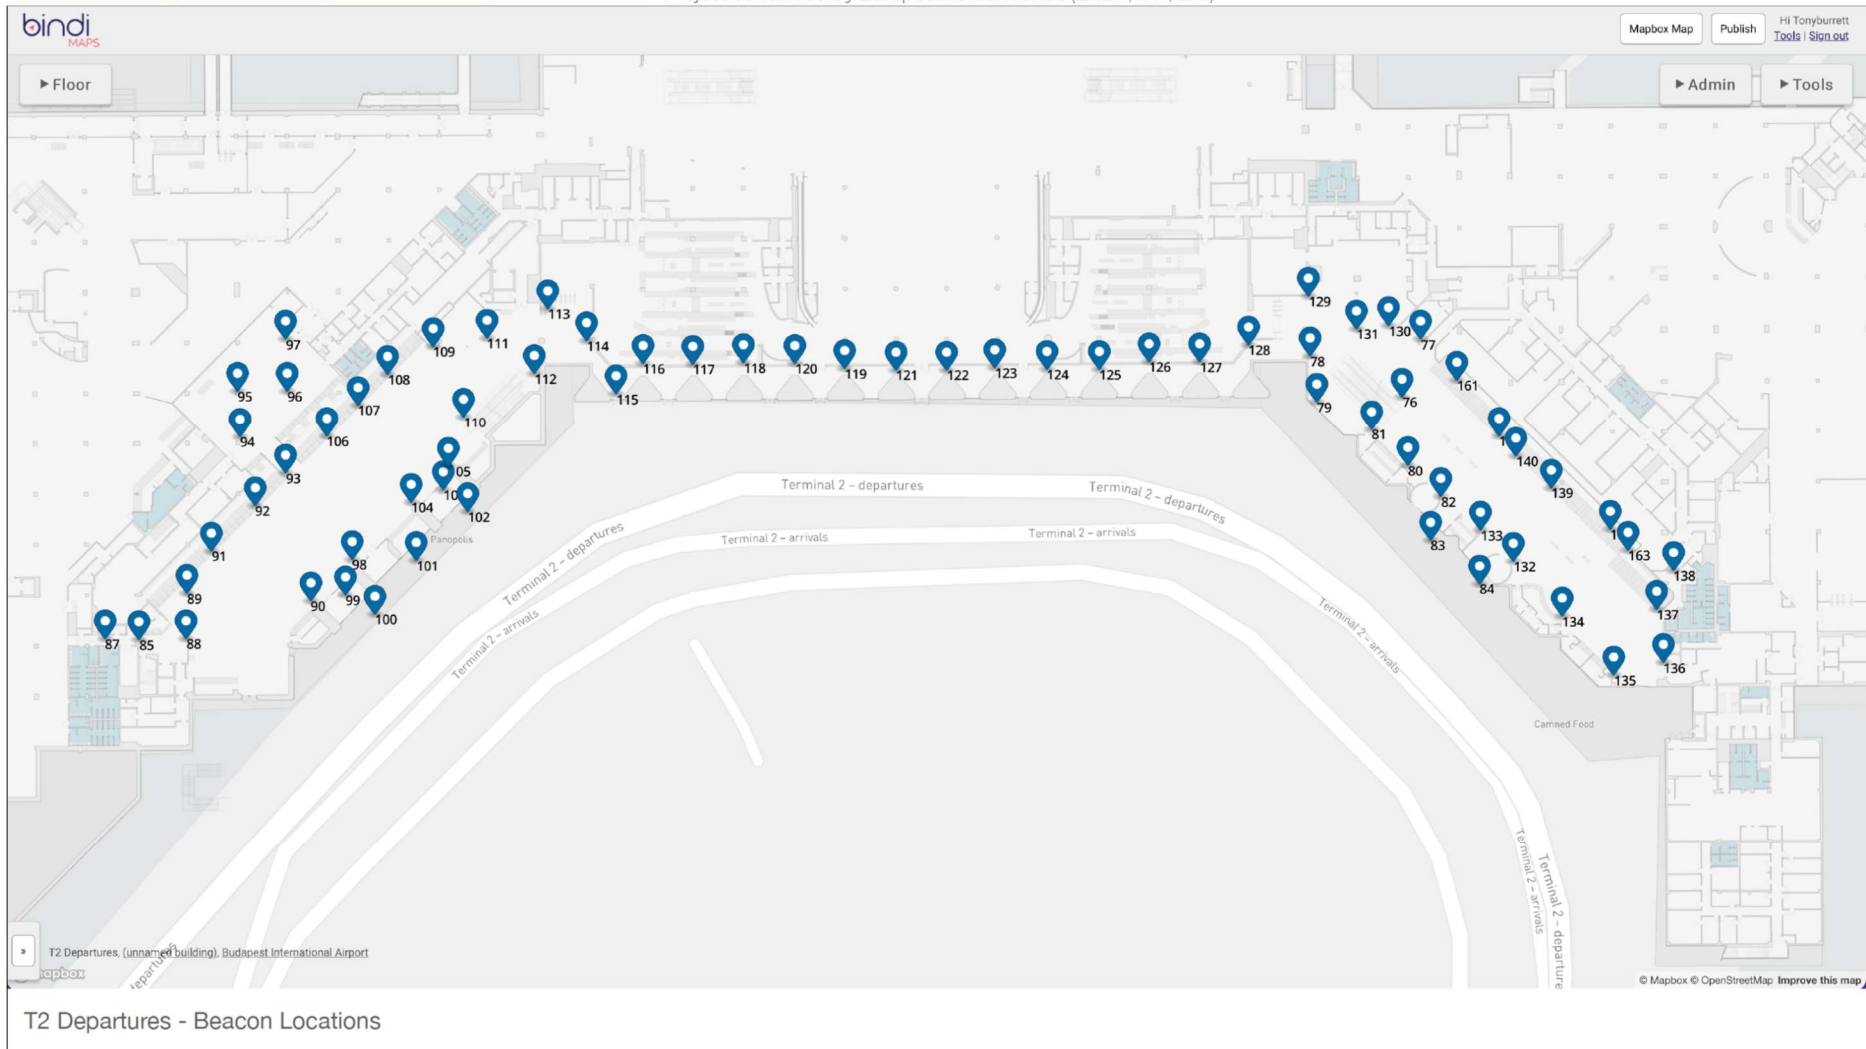 bindi
MAPS
Mapbox Map
Publish
Hi Tonyburrett
Tools | Sign out
Floor
Admin
Tools
129
113
131
130
77
114
97
111
109
128
78
116
117
118
120
119
121
122
123
124
125
126
127
108
112
161
95
96
115
79
76
107
110
94
106
81
140
93
05
80
139
104
102
82
92
Terminal 2 – departures
Terminal 2 – departures
91
Panopolis
98
101
83
133
163
Terminal 2 – departures
Terminal 2 – arrivals
Terminal 2 – arrivals
132
138
89
90
99
100
84
137
87
85
88
134
Terminal 2 – arrivals
Terminal 2 – arrivals
136
135
Camned Food
Terminal 2 – arrivals
Terminal 2 – departure
departures
»
T2 Departures, (unnamed building), Budapest International Airport
mapbox
© Mapbox © OpenStreetMap Improve this map
T2 Departures - Beacon Locations